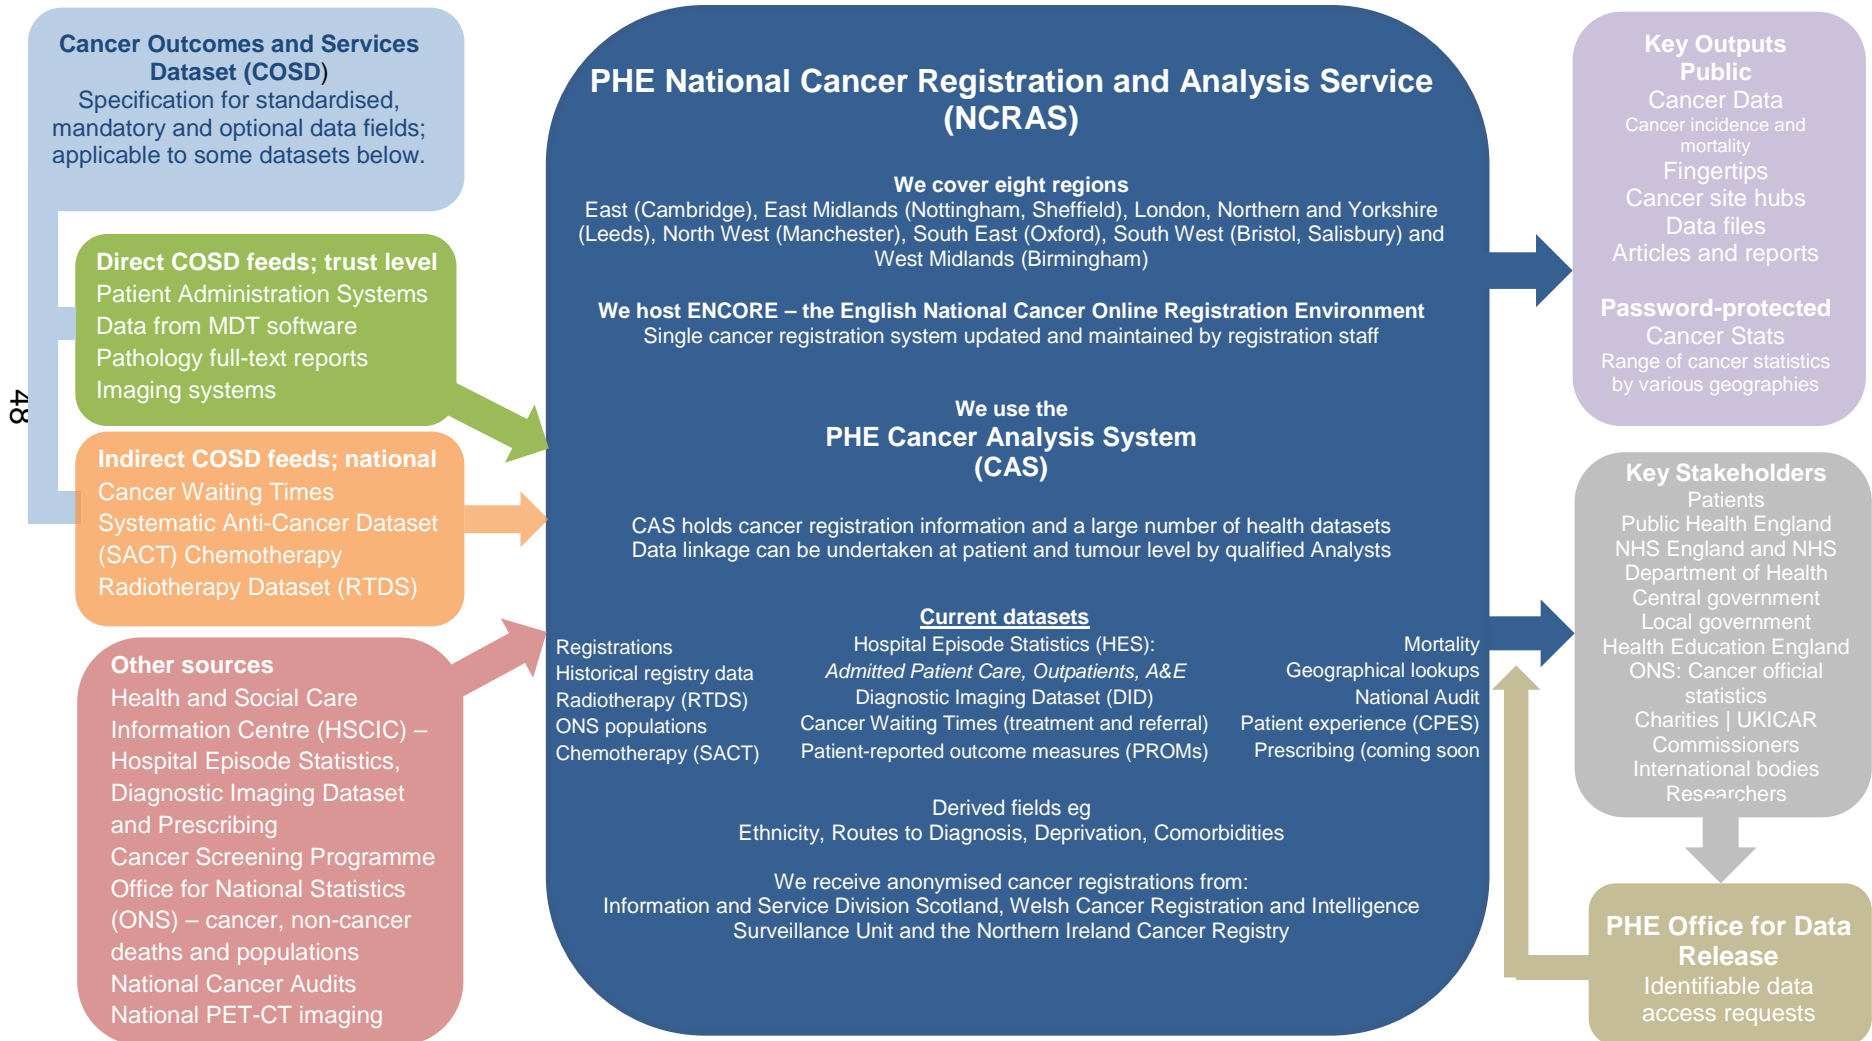 Cancer Outcomes and Services
Dataset (COSD)
Specification for standardised,
mandatory and optional data fields;
applicable to some datasets below.
Direct COSD feeds; trust level
Patient Administration Systems
Data from MDT software
Pathology full-text reports
Imaging systems
48
Indirect COSD feeds; national
Cancer Waiting Times
Systematic Anti-Cancer Dataset
(SACT) Chemotherapy
Radiotherapy Dataset (RTDS)
Other sources
Health and Social Care
Information Centre (HSCIC) –
Hospital Episode Statistics,
Diagnostic Imaging Dataset
and Prescribing
Cancer Screening Programme
Office for National Statistics
(ONS) – cancer, non-cancer
deaths and populations
National Cancer Audits
National PET-CT imaging
PHE National Cancer Registration and Analysis Service
(NCRAS)
We cover eight regions
East (Cambridge), East Midlands (Nottingham, Sheffield), London, Northern and Yorkshire
(Leeds), North West (Manchester), South East (Oxford), South West (Bristol, Salisbury) and
West Midlands (Birmingham)
We host ENCORE – the English National Cancer Online Registration Environment
Single cancer registration system updated and maintained by registration staff
We use the
PHE Cancer Analysis System
(CAS)
CAS holds cancer registration information and a large number of health datasets
Data linkage can be undertaken at patient and tumour level by qualified Analysts
Current datasets
Registrations
Historical registry data
Radiotherapy (RTDS)
ONS populations
Chemotherapy (SACT)
Hospital Episode Statistics (HES):
Admitted Patient Care, Outpatients, A&E
Diagnostic Imaging Dataset (DID)
Cancer Waiting Times (treatment and referral)
Patient-reported outcome measures (PROMs)
Mortality
Geographical lookups
National Audit
Patient experience (CPES)
Prescribing (coming soon
Derived fields eg
Ethnicity, Routes to Diagnosis, Deprivation, Comorbidities
We receive anonymised cancer registrations from:
Information and Service Division Scotland, Welsh Cancer Registration and Intelligence
Surveillance Unit and the Northern Ireland Cancer Registry
Key Outputs
Public
Cancer Data
Cancer incidence and
mortality
Fingertips
Cancer site hubs
Data files
Articles and reports
Password-protected
Cancer Stats
Range of cancer statistics
by various geographies
Key Stakeholders
Patients
Public Health England
NHS England and NHS
Department of Health
Central government
Local government
Health Education England
ONS: Cancer official
statistics
Charities | UKICAR
Commissioners
International bodies
Researchers
PHE Office for Data
Release
Identifiable data
access requests